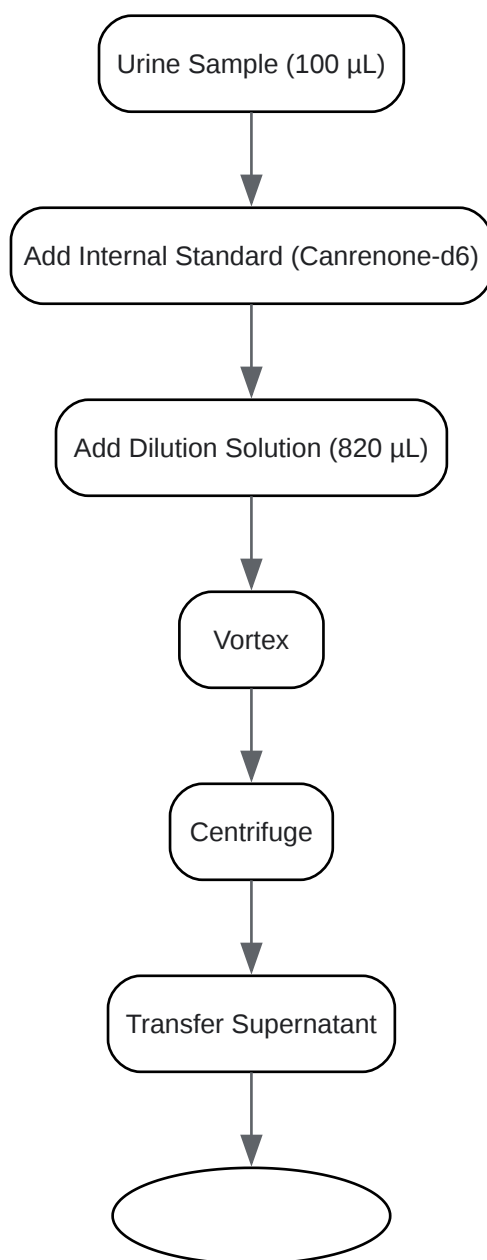 Urine Sample (100 µL)
Add Internal Standard (Canrenone-d6)
Add Dilution Solution (820 µL)
Vortex
Centrifuge
Transfer Supernatant